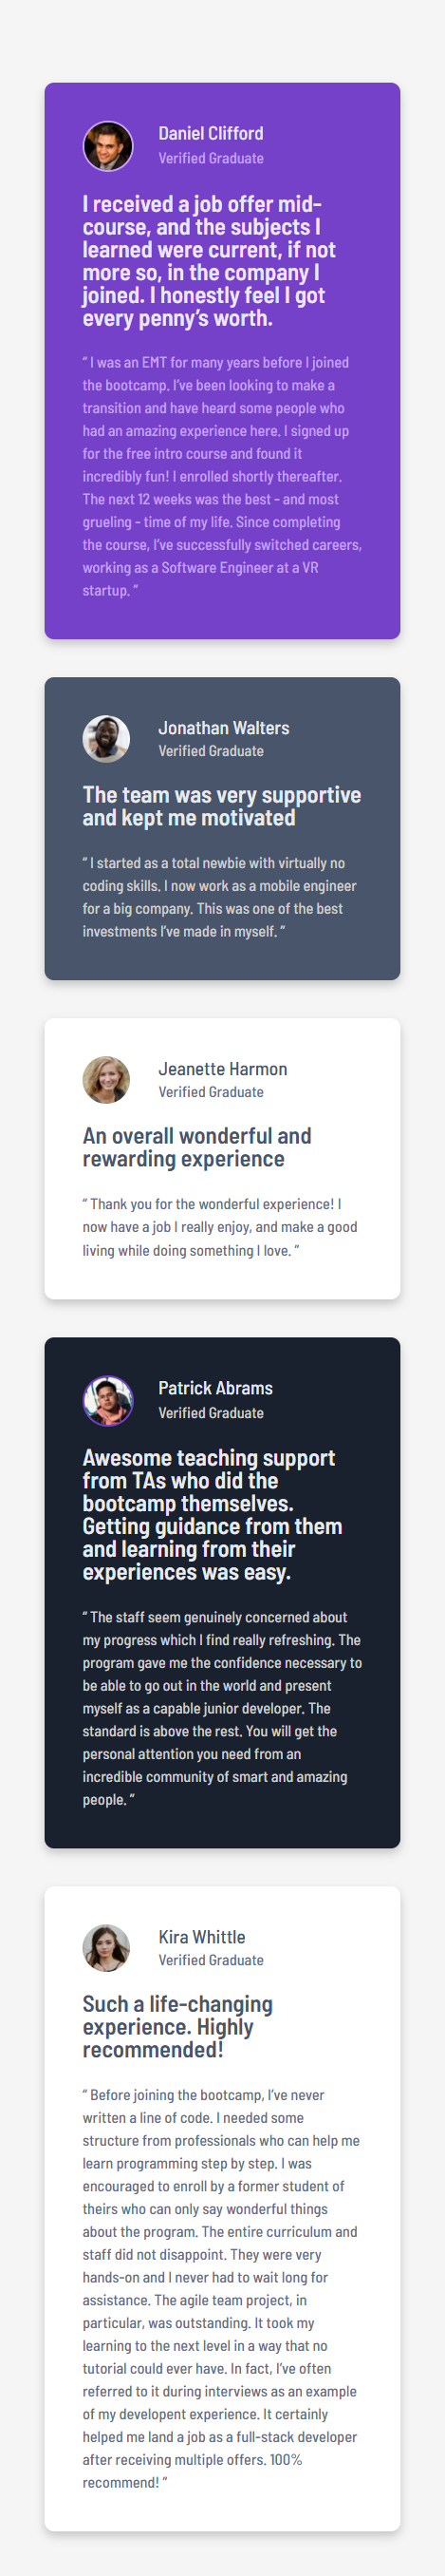 Daniel Clifford
Verified Graduate
I received a job offer mid-
course, and the subjects I
learned were current, if not
more so, in the company I
joined. I honestly feel I got
every penny’s worth.
“ I was an EMT for many years before I joined
the bootcamp. I’ve been looking to make a
transition and have heard some people who
had an amazing experience here. I signed up
for the free intro course and found it
incredibly fun! I enrolled shortly thereafter.
The next 12 weeks was the best - and most
grueling - time of my life. Since completing
the course, I’ve successfully switched careers,
working as a Software Engineer at a VR
startup. “
Jonathan Walters
Verified Graduate
The team was very supportive
and kept me motivated
“ I started as a total newbie with virtually no
coding skills. I now work as a mobile engineer
for a big company. This was one of the best
investments I’ve made in myself. “
Jeanette Harmon
Verified Graduate
An overall wonderful and
rewarding experience
“ Thank you for the wonderful experience! I
now have a job I really enjoy, and make a good
living while doing something I love. “
Patrick Abrams
Verified Graduate
Awesome teaching support
from TAs who did the
bootcamp themselves.
Getting guidance from them
and learning from their
experiences was easy.
“ The staff seem genuinely concerned about
my progress which I find really refreshing. The
program gave me the confidence necessary to
be able to go out in the world and present
myself as a capable junior developer. The
standard is above the rest. You will get the
personal attention you need from an
incredible community of smart and amazing
people. “
Kira Whittle
Verified Graduate
Such a life-changing
experience. Highly
recommended!
“ Before joining the bootcamp, I’ve never
written a line of code. I needed some
structure from professionals who can help me
learn programming step by step. I was
encouraged to enroll by a former student of
theirs who can only say wonderful things
about the program. The entire curriculum and
staff did not disappoint. They were very
hands-on and I never had to wait long for
assistance. The agile team project, in
particular, was outstanding. It took my
learning to the next level in a way that no
tutorial could ever have. In fact, I’ve often
referred to it during interviews as an example
of my developent experience. It certainly
helped me land a job as a full-stack developer
after receiving multiple offers. 100%
recommend! “